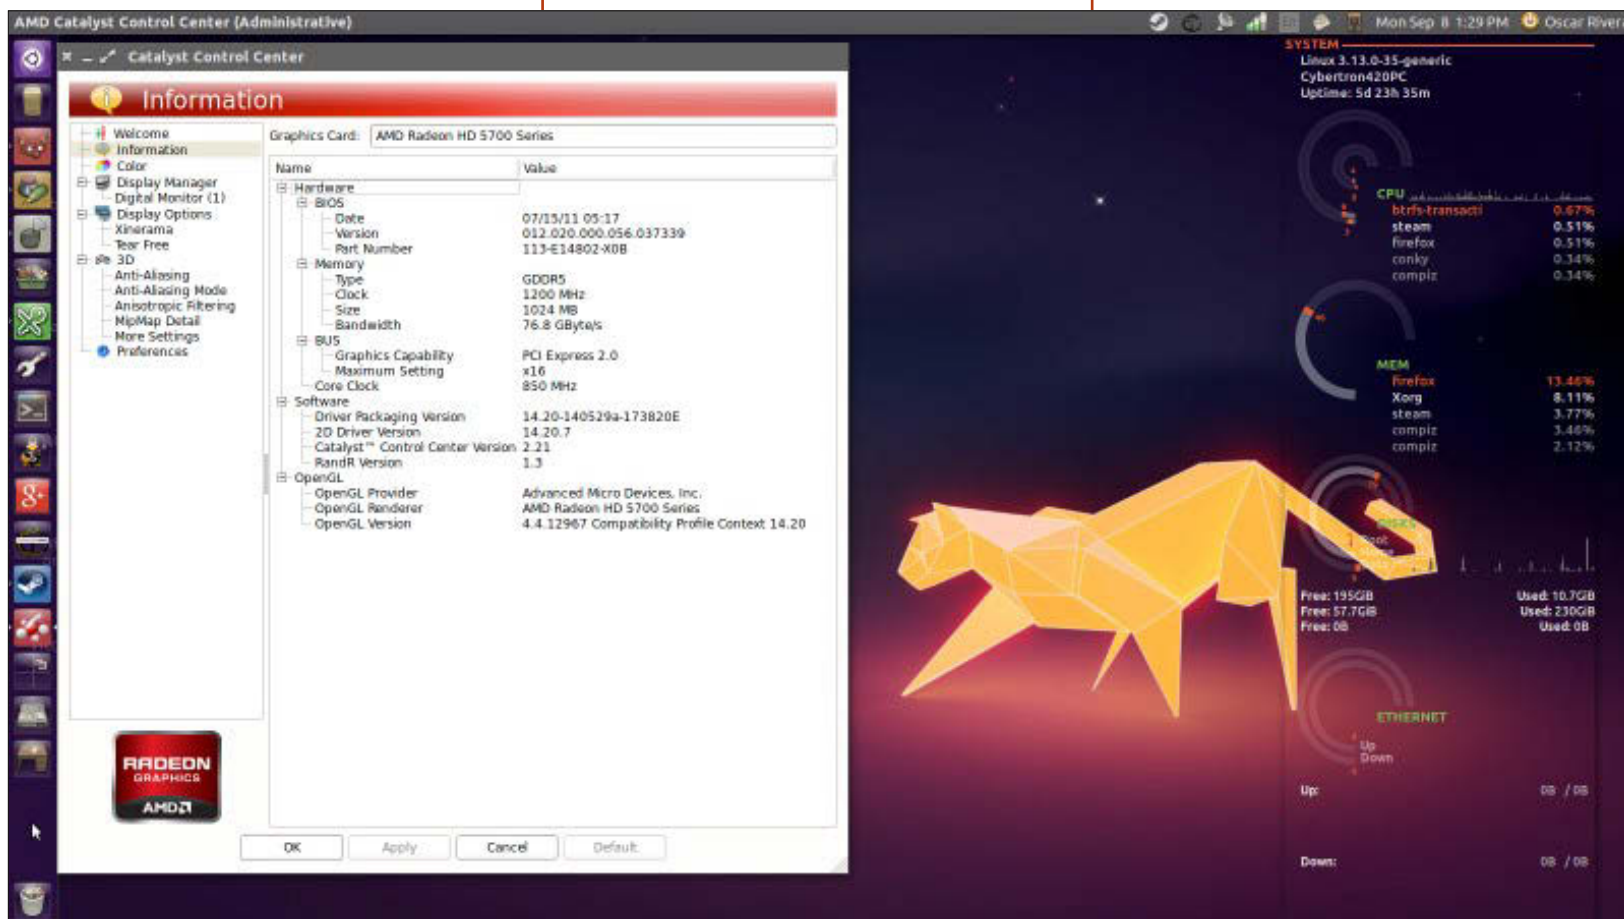 AMD Catalyst Control Center (Administrative)
Mon Sep 8 1:29 PM Oscar Rivera
Catalyst Control Center
Information
Welcome
Information
Color
Display Manager
Digital Monitor (1)
Display Options
Xinerama
Tear Free
3D
Anti-Aliasing
Anti-Aliasing Mode
Anisotropic Filtering
MipMap Detail
More Settings
Preferences
RADEON
GRAPHICS
AMD
Graphics Card: AMD Radeon HD 5700 Series
Name Value
Hardware
BIOS
Date 07/15/11 05:17
Version 012.020.000.056.037339
Part Number 113-E14802-X0B
Memory
Type GDDR5
Clock 1200 MHz
Size 1024 MB
Bandwidth 76.8 GByte/s
BUS
Graphics Capability PCI Express 2.0
Maximum Setting x16
Core Clock 850 MHz
Software
Driver Packaging Version 14.20-140529a-173820E
2D Driver Version 14.20.7
Catalyst™ Control Center Version 2.21
RandR Version 1.3
OpenGL
OpenGL Provider Advanced Micro Devices, Inc.
OpenGL Renderer AMD Radeon HD 5700 Series
OpenGL Version 4.4.12967 Compatibility Profile Context 14.20
OK Apply Cancel Default
SYSTEM
Linux 3.13.0-35-generic
Cybertron420PC
Uptime: 5d 23h 35m
CPU
btrfs-transacti 0.67%
steam 0.51%
firefox 0.51%
conky 0.34%
compiz 0.34%
MEM
firefox 13.46%
Xorg 8.11%
steam 3.77%
compiz 3.46%
compiz 2.12%
DISKS
Root
Home
Free: 195GiB Used: 10.7GiB
Free: 57.7GiB Used: 230GiB
Free: 0B Used: 0B
ETHERNET
Up
Down
Up: 0B / 0B
Down: 0B / 0B